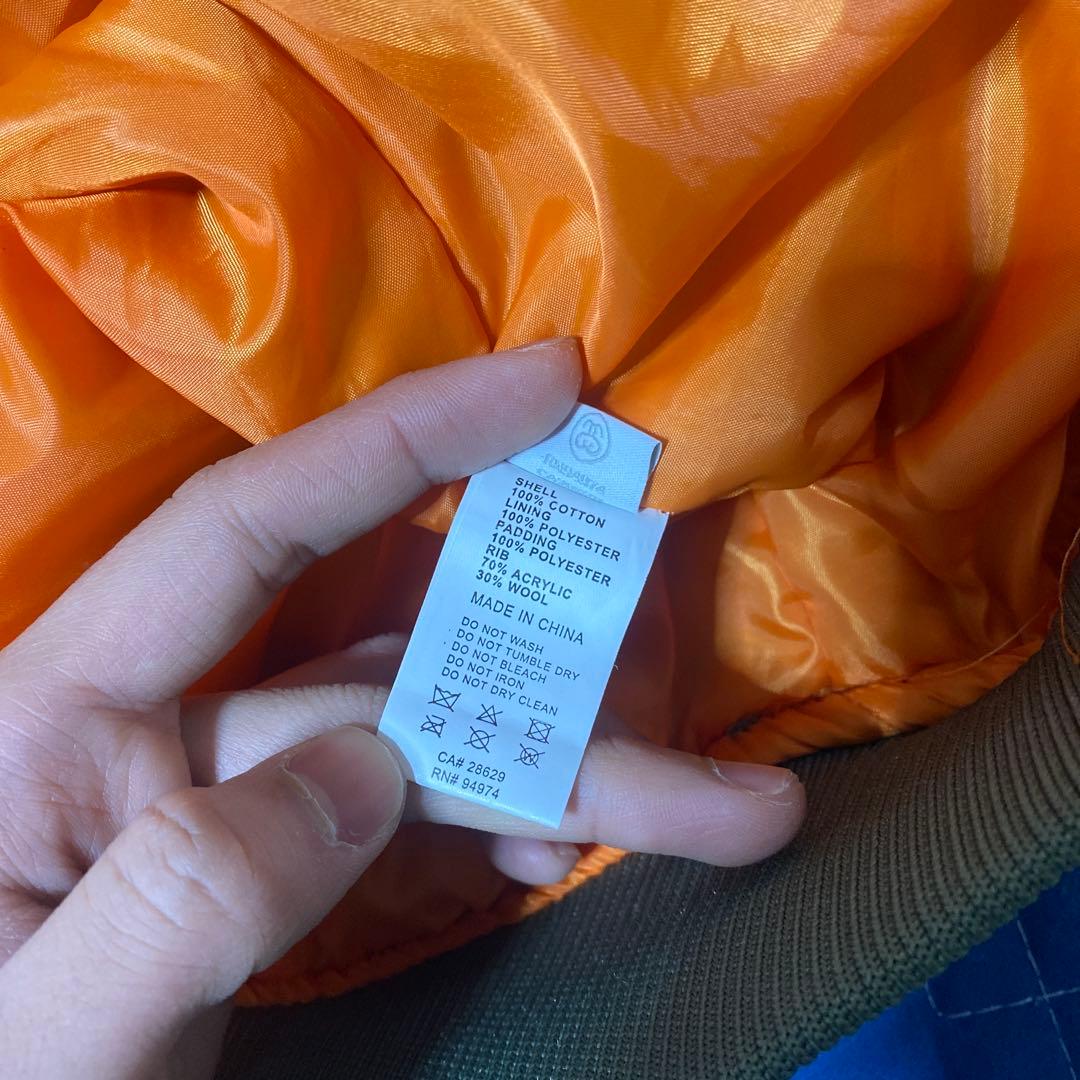 SHELL
100% COTTON
LINING
100% POLYESTER
PADDING
100% POLYESTER
RIB
70% ACRYLIC
30% WOOL
MADE IN CHINA
DO NOT WASH
DO NOT TUMBLE DRY
DO NOT BLEACH
DO NOT IRON
DO NOT DRY CLEAN
CA# 28629
RN# 94974